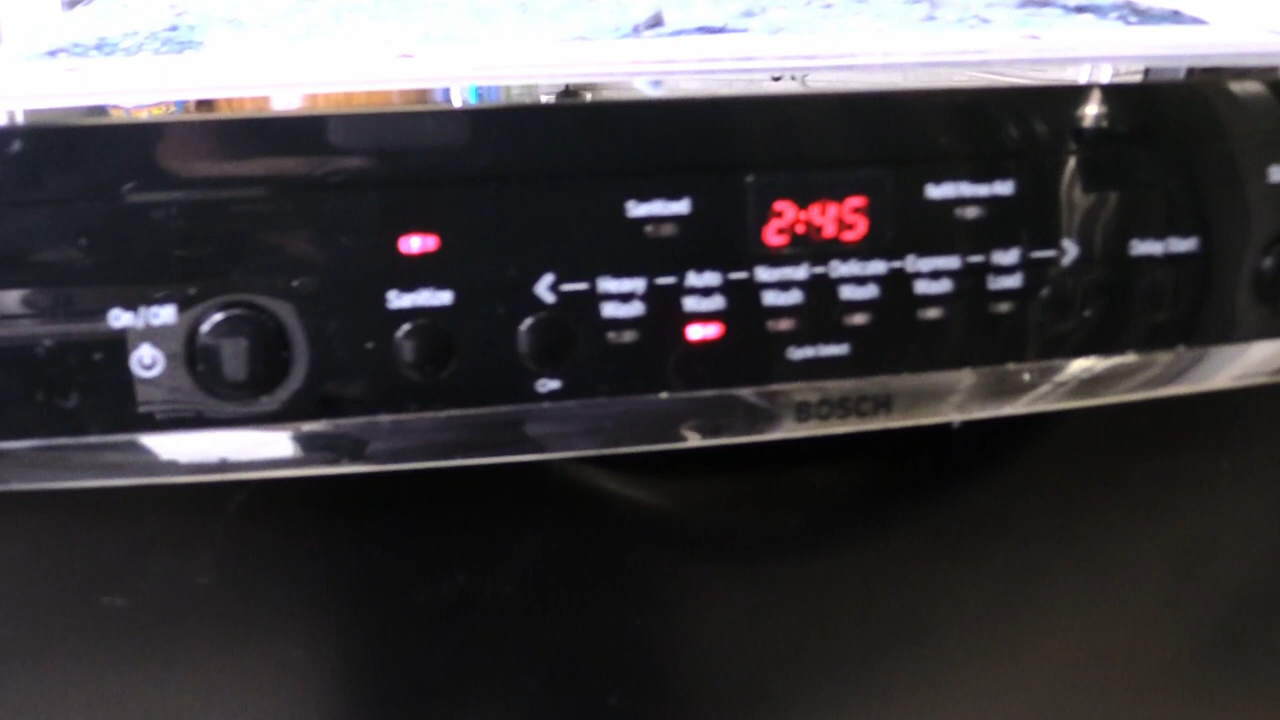 Sanitized
2:45
Refill Rinse Aid
On/Off
Sanitize
Heavy Wash
Auto Wash
Normal Wash
Delicate Wash
Express Wash
Half Load
Delay Start
Cycle Select
BOSCH